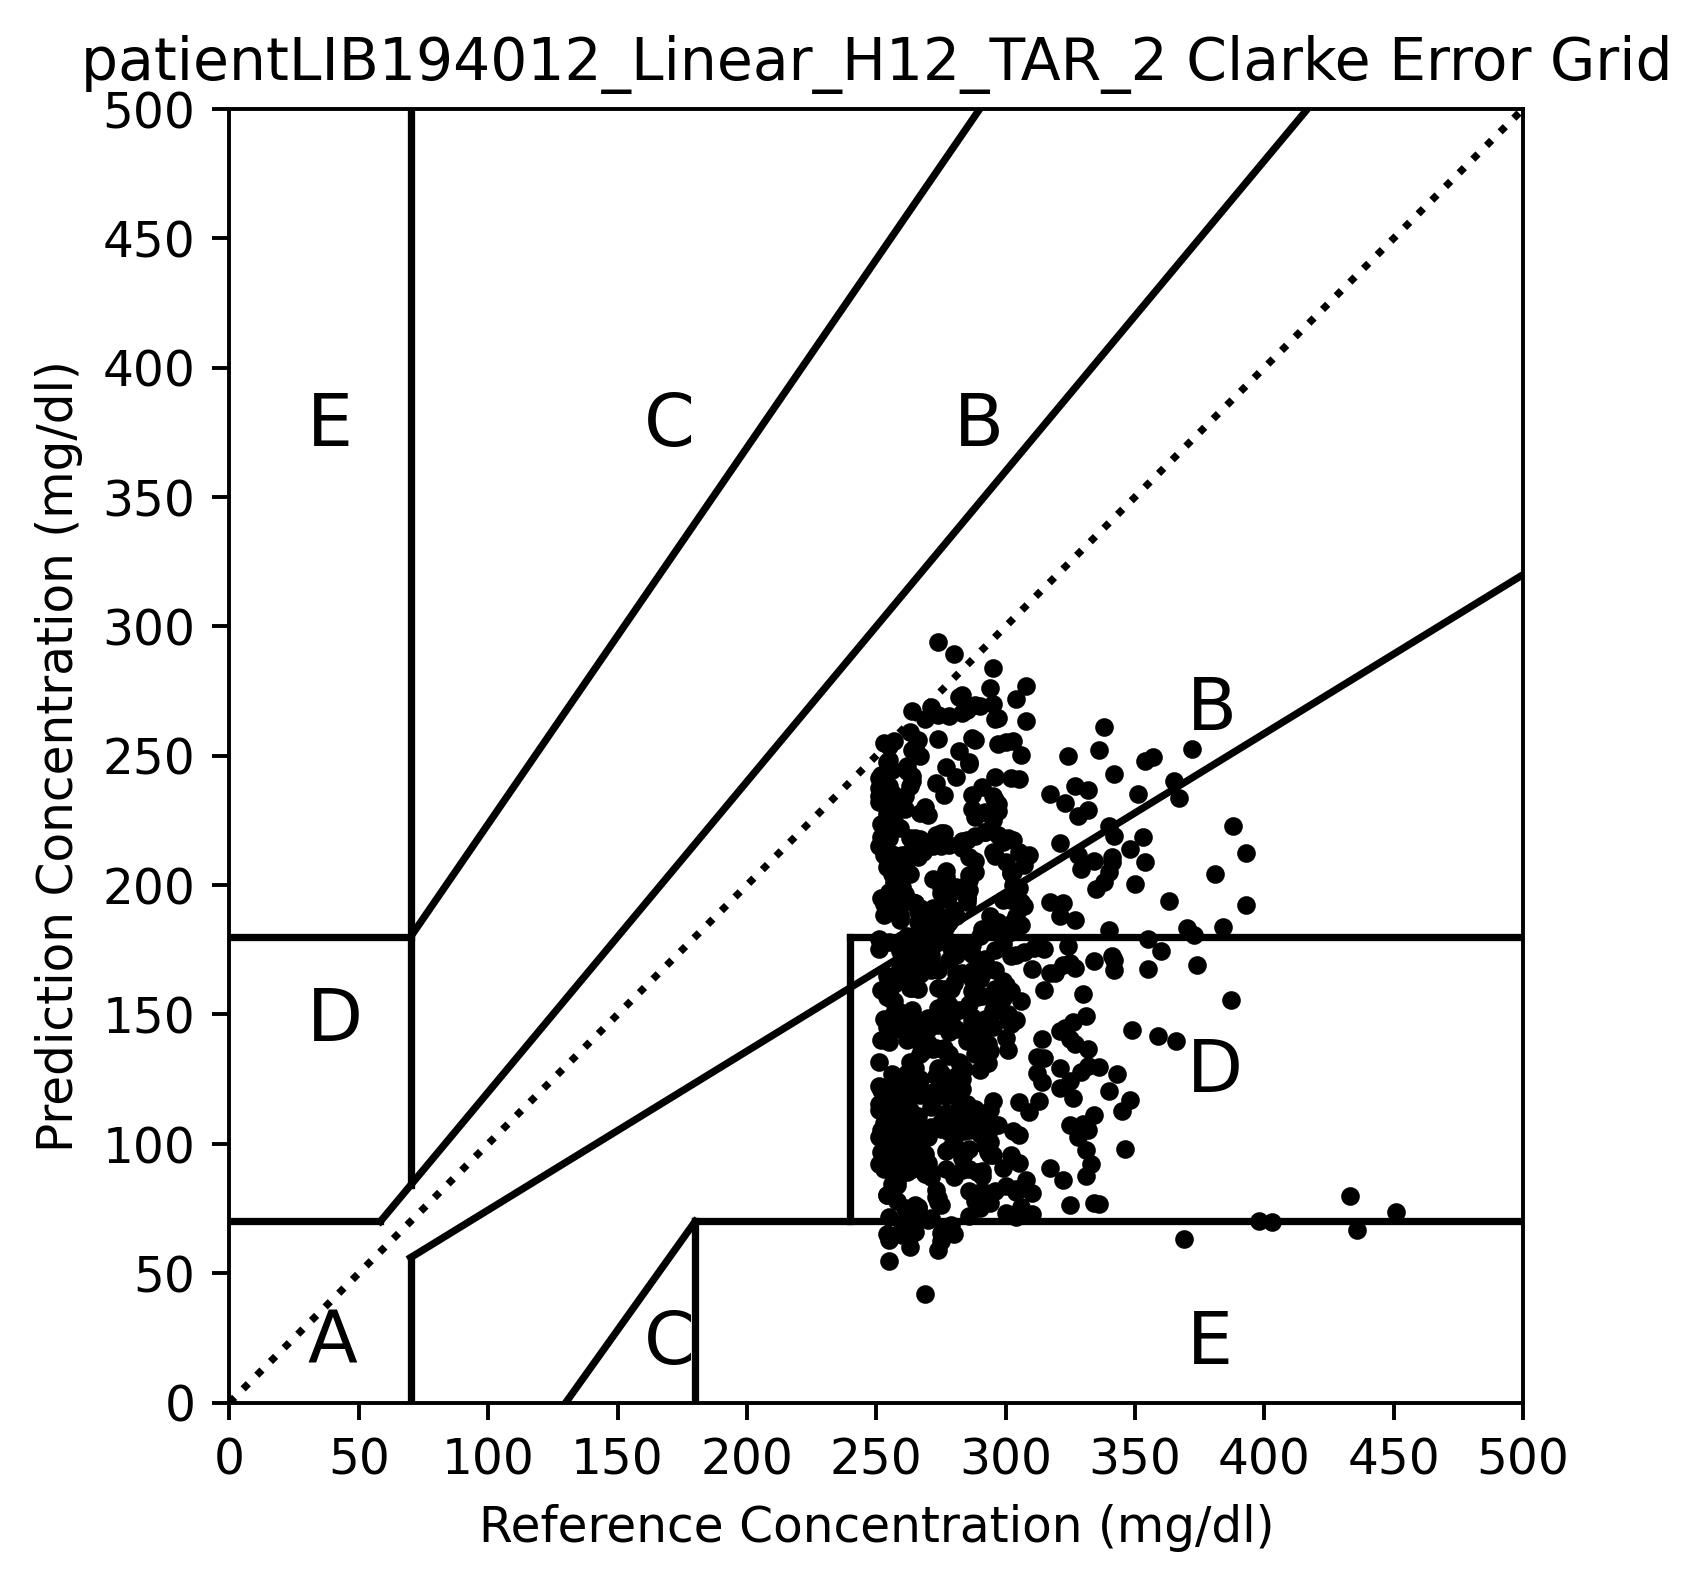 patientLIB194012_Linear_H12_TAR_2 Clarke Error Grid
500
450
400
350
300
250
200
150
100
50
0
Prediction Concentration (mg/dl)
E
C
B
B
D
D
A
C
E
0 50 100 150 200 250 300 350 400 450 500
Reference Concentration (mg/dl)